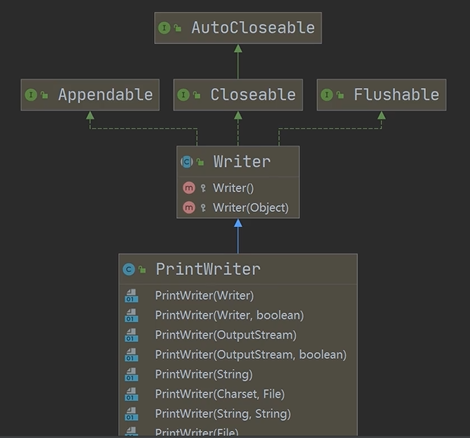 AutoCloseable
Appendable
Closeable
Flushable
Writer
Writer()
Writer(Object)
PrintWriter
PrintWriter(Writer)
PrintWriter(Writer, boolean)
PrintWriter(OutputStream)
PrintWriter(OutputStream, boolean)
PrintWriter(String)
PrintWriter(Charset, File)
PrintWriter(String, String)
PrintWriter(File)